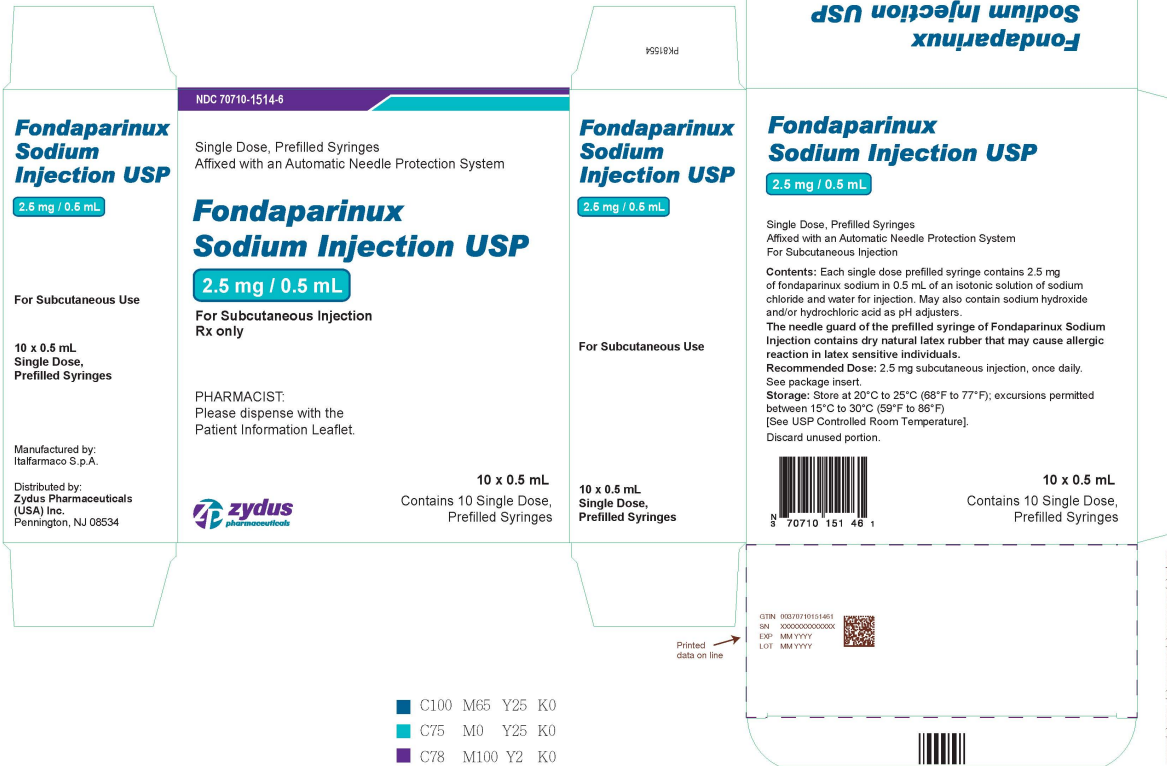 Fondaparinux
Sodium Injection USP
PK81554
NDC 70710-1514-6
Fondaparinux
Sodium
Injection USP
2.5 mg / 0.5 mL
For Subcutaneous Use
10 x 0.5 mL
Single Dose,
Prefilled Syringes
Manufactured by:
Italfarmaco S.p.A.
Distributed by:
Zydus Pharmaceuticals
(USA) Inc.
Pennington, NJ 08534
Single Dose, Prefilled Syringes
Affixed with an Automatic Needle Protection System
Fondaparinux
Sodium Injection USP
2.5 mg / 0.5 mL
For Subcutaneous Injection
Rx only
PHARMACIST:
Please dispense with the
Patient Information Leaflet.
10 x 0.5 mL
Contains 10 Single Dose,
Prefilled Syringes
zydus
pharmaceuticals
Fondaparinux
Sodium
Injection USP
2.5 mg / 0.5 mL
For Subcutaneous Use
10 x 0.5 mL
Single Dose,
Prefilled Syringes
Fondaparinux
Sodium Injection USP
2.5 mg / 0.5 mL
Single Dose, Prefilled Syringes
Affixed with an Automatic Needle Protection System
For Subcutaneous Injection
Contents: Each single dose prefilled syringe contains 2.5 mg
of fondaparinux sodium in 0.5 mL of an isotonic solution of sodium
chloride and water for injection. May also contain sodium hydroxide
and/or hydrochloric acid as pH adjusters.
The needle guard of the prefilled syringe of Fondaparinux Sodium
Injection contains dry natural latex rubber that may cause allergic
reaction in latex sensitive individuals.
Recommended Dose: 2.5 mg subcutaneous injection, once daily.
See package insert.
Storage: Store at 20°C to 25°C (68°F to 77°F); excursions permitted
between 15°C to 30°C (59°F to 86°F)
[See USP Controlled Room Temperature].
Discard unused portion.
N
3 70710 151 46 1
10 x 0.5 mL
Contains 10 Single Dose,
Prefilled Syringes
GTIN 00370710151461
SN XXXXXXXXXXXX
EXP MM YYYY
LOT MM YYYY
Printed
data on line
C100 M65 Y25 K0
C75 M0 Y25 K0
C78 M100 Y2 K0